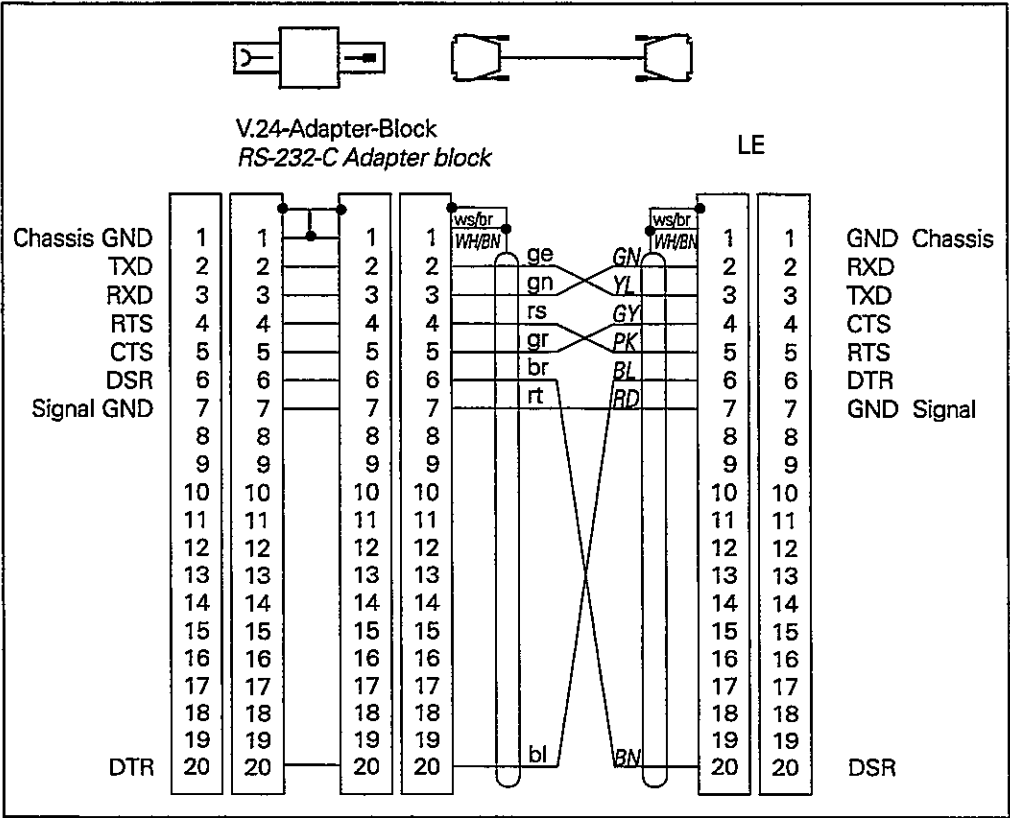 V.24-Adapter-Block
RS-232-C Adapter block
LE
ws/br ws/br
Chassis GND 1 1 1 1 WH/BN WH/BN 1 1 GND Chassis
TXD 2 2 2 2 ge GN 2 2 RXD
RXD 3 3 3 3 gn YL 3 3 TXD
RTS 4 4 4 4 rs GY 4 4 CTS
CTS 5 5 5 5 gr PK 5 5 RTS
DSR 6 6 6 6 br BL 6 6 DTR
Signal GND 7 7 7 7 rt RD 7 7 GND Signal
8 8 8 8 8 8
9 9 9 9 9 9
10 10 10 10 10 10
11 11 11 11 11 11
12 12 12 12 12 12
13 13 13 13 13 13
14 14 14 14 14 14
15 15 15 15 15 15
16 16 16 16 16 16
17 17 17 17 17 17
18 18 18 18 18 18
19 19 19 19 19 19
DTR 20 20 20 20 bl BN 20 20 DSR